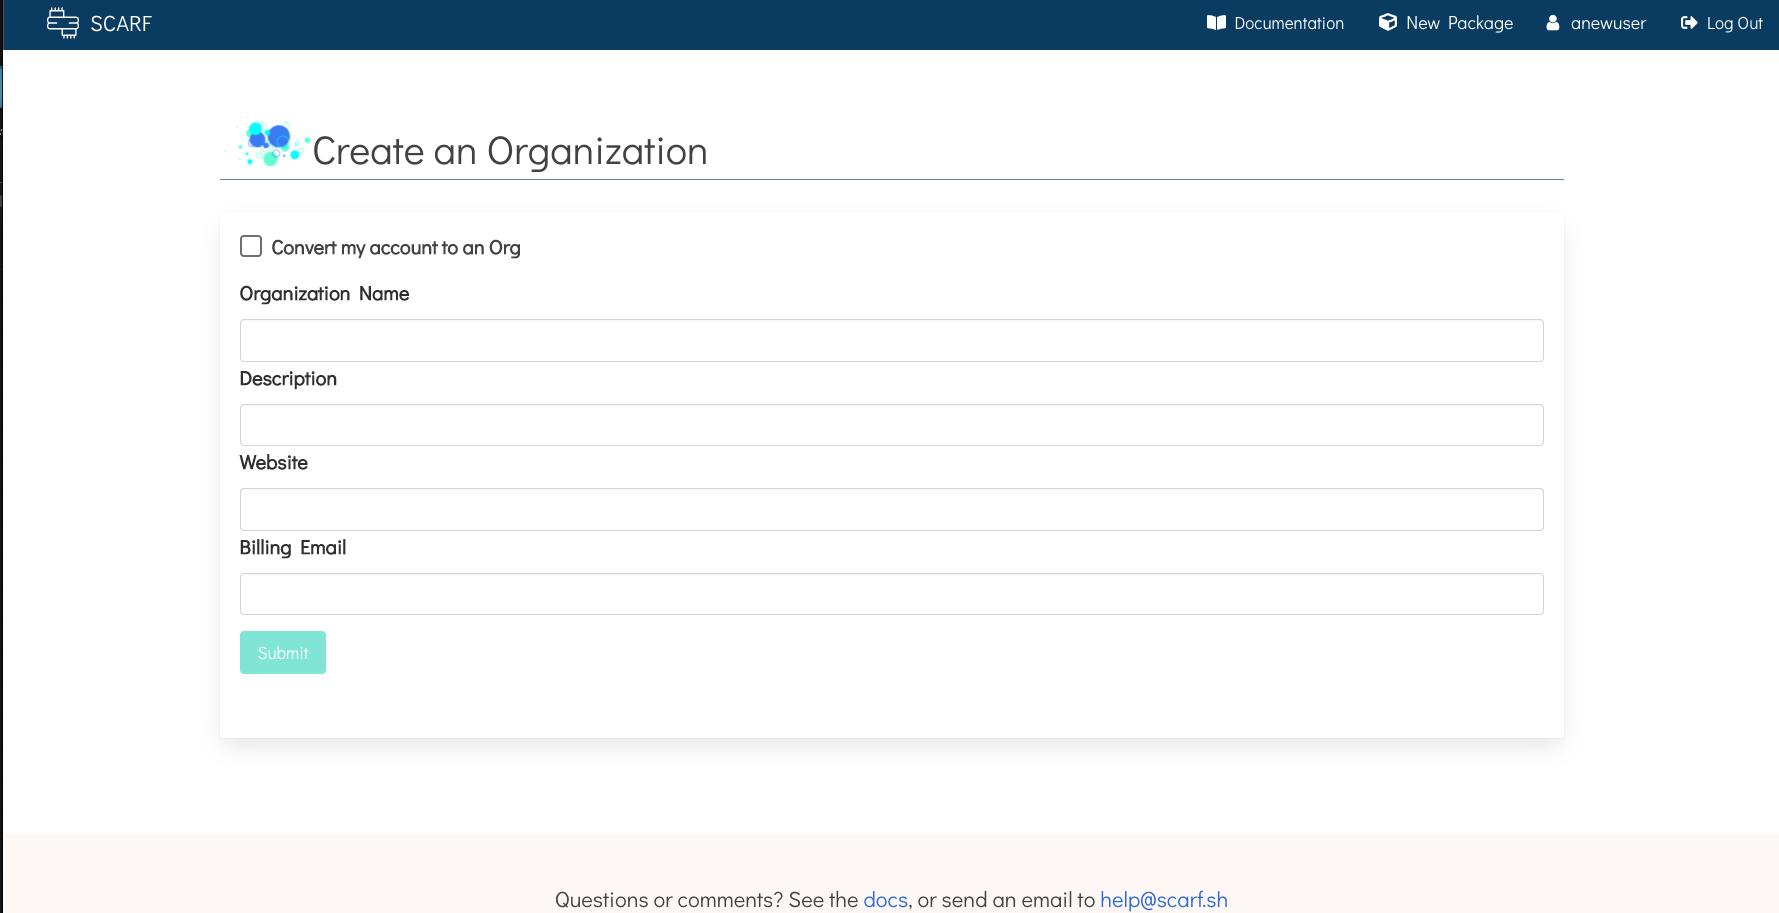 SCARF
Documentation
New Package
anewuser
Log Out
Create an Organization
Convert my account to an Org
Organization Name
Description
Website
Billing Email
Submit
Questions or comments? See the docs, or send an email to help@scarf.sh